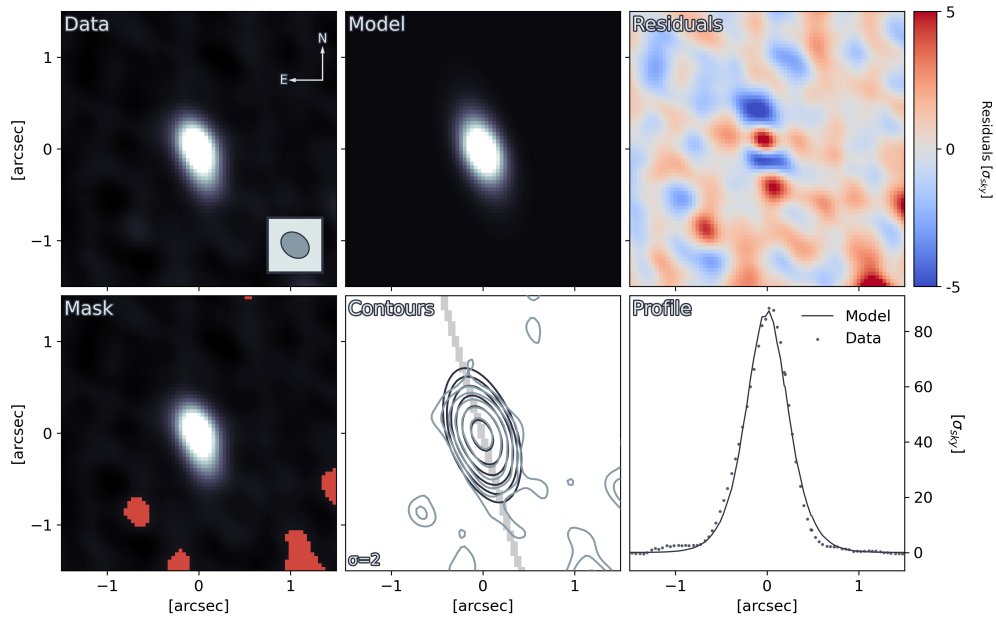 Data
N
E
Model
Residuals
5
0
-5
Residuals [σsky]
1
0
−1
[arcsec]
Mask
Contours
σ=2
Profile
Model
Data
1
0
−1
[arcsec]
80
60
40
20
0
[σsky]
−1 0 1
[arcsec]
−1 0 1
[arcsec]
−1 0 1
[arcsec]